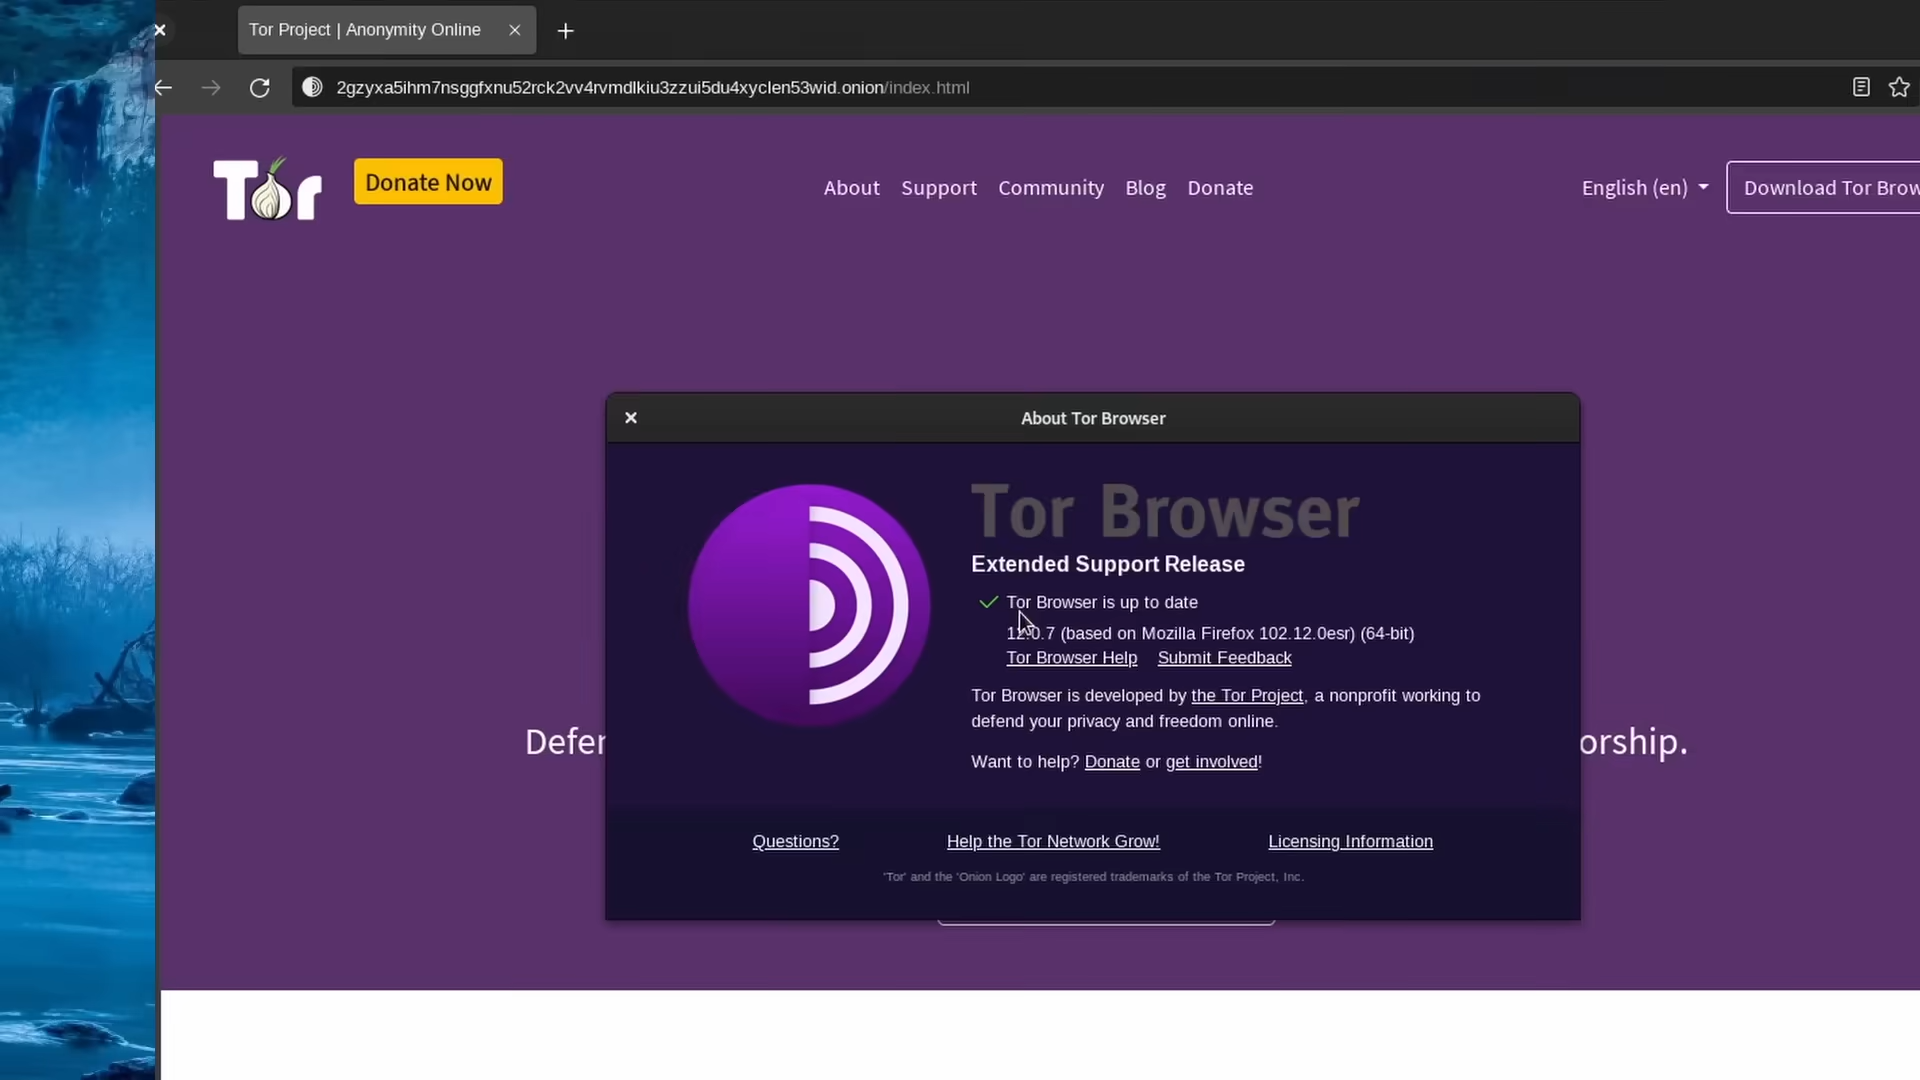 Tor Project | Anonymity Online
2gzyxa5ihm7nsggfxnu52rck2vv4rvmdlkiu3zzui5du4xyclen53wid.onion/index.html
Tor
Donate Now
About Support Community Blog Donate
English (en)
Download Tor Brow
About Tor Browser
Tor Browser
Extended Support Release
Tor Browser is up to date
12.0.7 (based on Mozilla Firefox 102.12.0esr) (64-bit)
Tor Browser Help Submit Feedback
Tor Browser is developed by the Tor Project, a nonprofit working to
defend your privacy and freedom online.
Defen orship.
Want to help? Donate or get involved!
Questions? Help the Tor Network Grow! Licensing Information
'Tor' and the 'Onion Logo' are registered trademarks of the Tor Project, Inc.